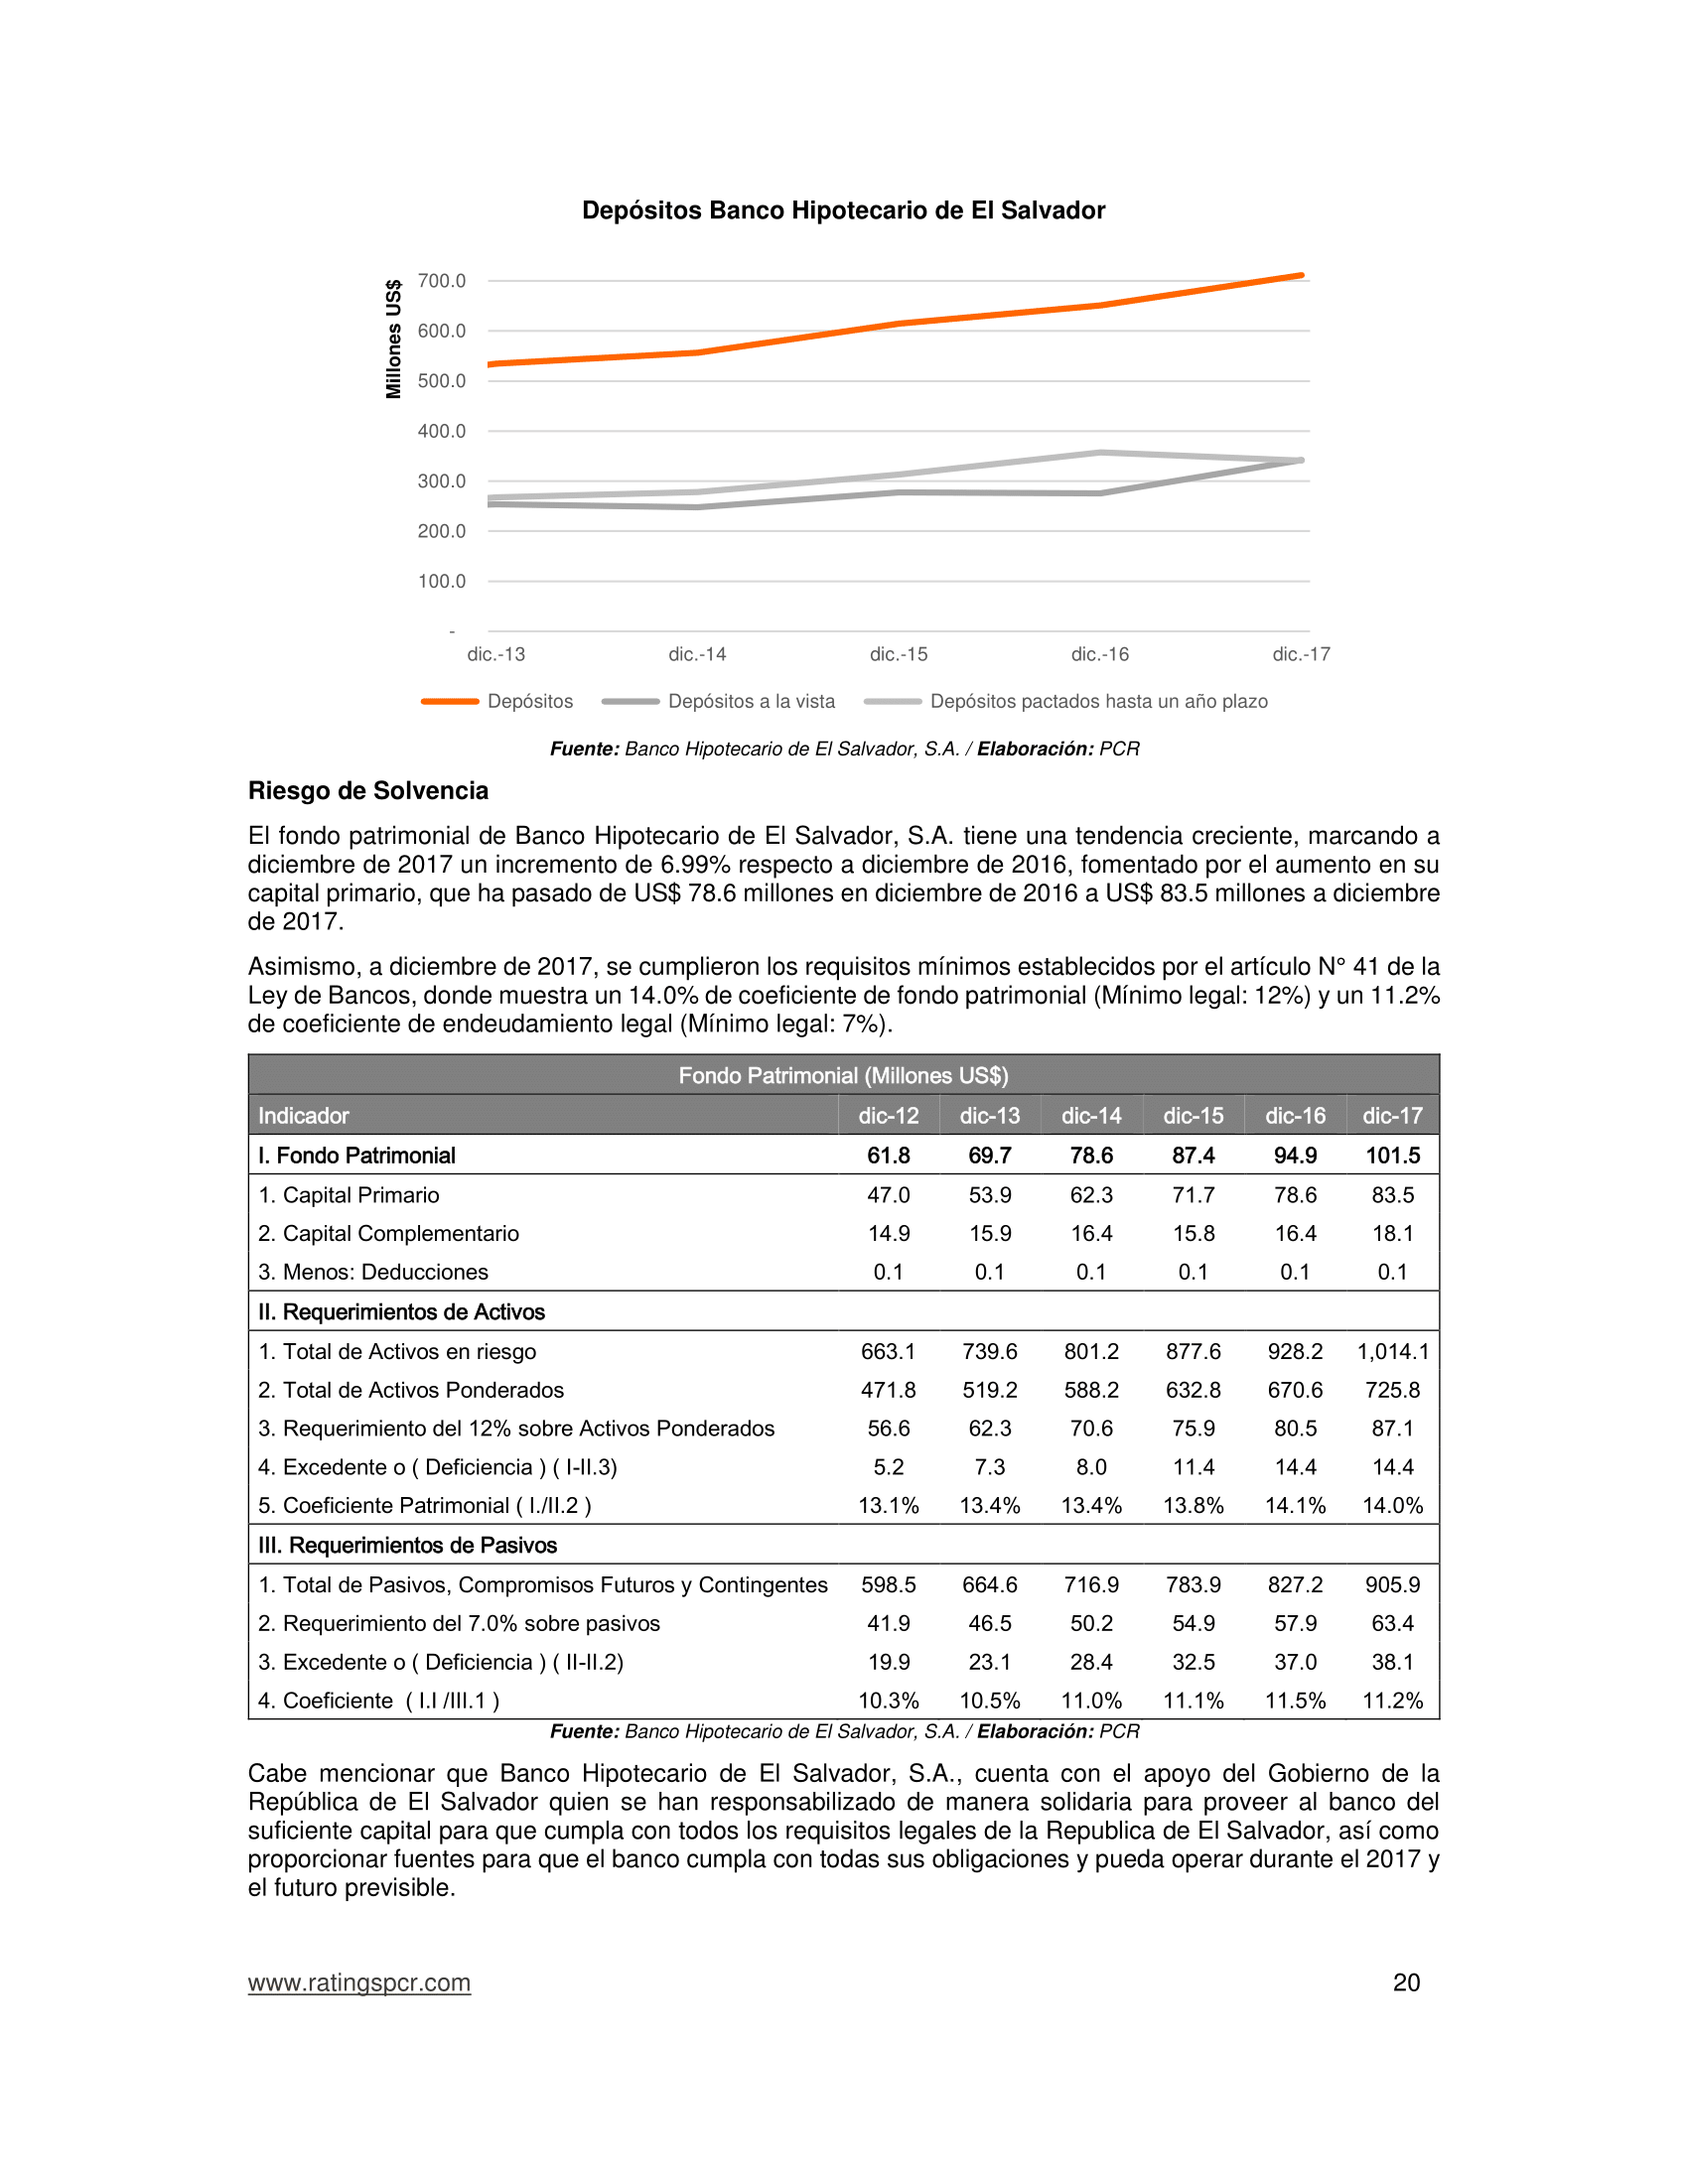 Depósitos Banco Hipotecario de El Salvador
Millones US$
700.0
600.0
500.0
400.0
300.0
200.0
100.0
-
dic.-13 dic.-14 dic.-15 dic.-16 dic.-17
Depósitos Depósitos a la vista Depósitos pactados hasta un año plazo
Fuente: Banco Hipotecario de El Salvador, S.A. / Elaboración: PCR
Riesgo de Solvencia
El fondo patrimonial de Banco Hipotecario de El Salvador, S.A. tiene una tendencia creciente, marcando a
diciembre de 2017 un incremento de 6.99% respecto a diciembre de 2016, fomentado por el aumento en su
capital primario, que ha pasado de US$ 78.6 millones en diciembre de 2016 a US$ 83.5 millones a diciembre
de 2017.
Asimismo, a diciembre de 2017, se cumplieron los requisitos mínimos establecidos por el artículo N° 41 de la
Ley de Bancos, donde muestra un 14.0% de coeficiente de fondo patrimonial (Mínimo legal: 12%) y un 11.2%
de coeficiente de endeudamiento legal (Mínimo legal: 7%).
Fondo Patrimonial (Millones US$)
Indicador dic-12 dic-13 dic-14 dic-15 dic-16 dic-17
I. Fondo Patrimonial 61.8 69.7 78.6 87.4 94.9 101.5
1. Capital Primario 47.0 53.9 62.3 71.7 78.6 83.5
2. Capital Complementario 14.9 15.9 16.4 15.8 16.4 18.1
3. Menos: Deducciones 0.1 0.1 0.1 0.1 0.1 0.1
II. Requerimientos de Activos
1. Total de Activos en riesgo 663.1 739.6 801.2 877.6 928.2 1,014.1
2. Total de Activos Ponderados 471.8 519.2 588.2 632.8 670.6 725.8
3. Requerimiento del 12% sobre Activos Ponderados 56.6 62.3 70.6 75.9 80.5 87.1
4. Excedente o ( Deficiencia ) ( I-II.3) 5.2 7.3 8.0 11.4 14.4 14.4
5. Coeficiente Patrimonial ( I./II.2 ) 13.1% 13.4% 13.4% 13.8% 14.1% 14.0%
III. Requerimientos de Pasivos
1. Total de Pasivos, Compromisos Futuros y Contingentes 598.5 664.6 716.9 783.9 827.2 905.9
2. Requerimiento del 7.0% sobre pasivos 41.9 46.5 50.2 54.9 57.9 63.4
3. Excedente o ( Deficiencia ) ( II-II.2) 19.9 23.1 28.4 32.5 37.0 38.1
4. Coeficiente ( I.I /III.1 ) 10.3% 10.5% 11.0% 11.1% 11.5% 11.2%
Fuente: Banco Hipotecario de El Salvador, S.A. / Elaboración: PCR
Cabe mencionar que Banco Hipotecario de El Salvador, S.A., cuenta con el apoyo del Gobierno de la
República de El Salvador quien se han responsabilizado de manera solidaria para proveer al banco del
suficiente capital para que cumpla con todos los requisitos legales de la Republica de El Salvador, así como
proporcionar fuentes para que el banco cumpla con todas sus obligaciones y pueda operar durante el 2017 y
el futuro previsible.
www.ratingspcr.com 20